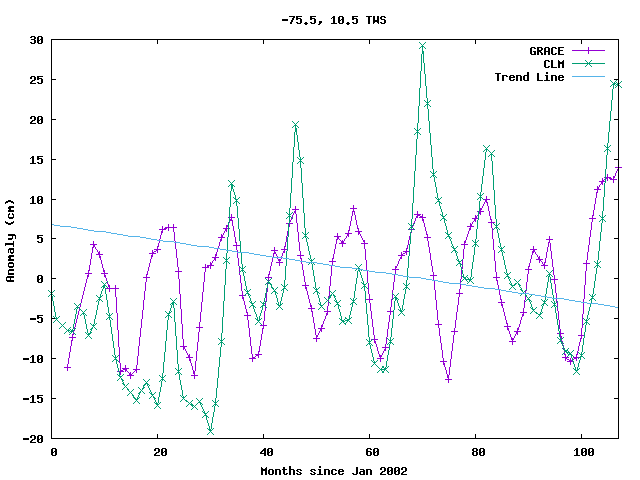 -75.5, 10.5 TWS
GRACE
CLM
Trend Line
30
25
20
15
10
5
0
-5
-10
-15
-20
Anomaly (cm)
0 20 40 60 80 100
Months since Jan 2002